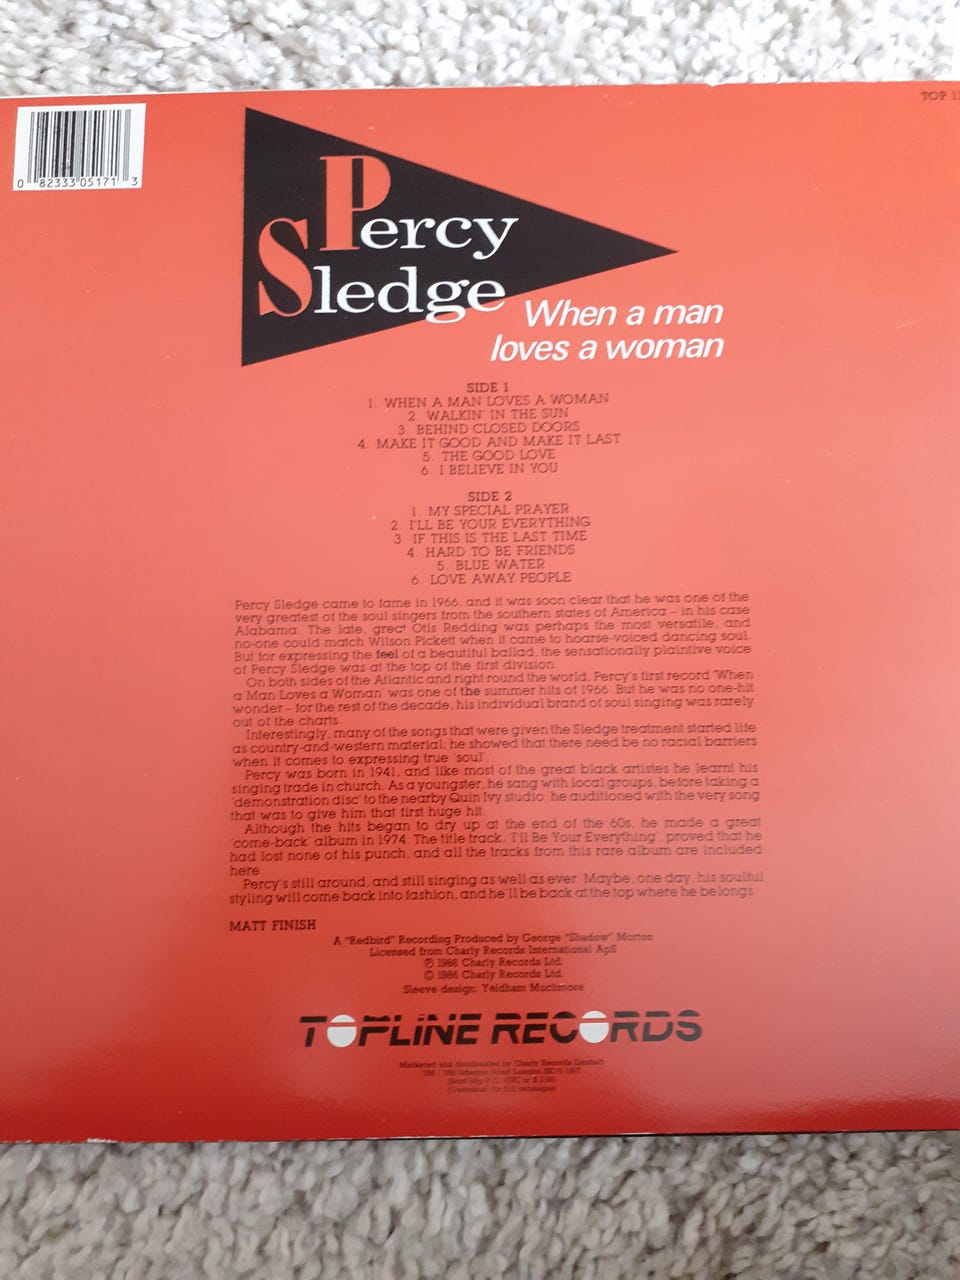 TOP 1
0 82333 05171 3
Percy
Sledge
When a man
loves a woman
SIDE 1
1. WHEN A MAN LOVES A WOMAN
2. WALKIN' IN THE SUN
3. BEHIND CLOSED DOORS
4. MAKE IT GOOD AND MAKE IT LAST
5. THE GOOD LOVE
6. I BELIEVE IN YOU
SIDE 2
1. MY SPECIAL PRAYER
2. I'LL BE YOUR EVERYTHING
3 IF THIS IS THE LAST TIME
4. HARD TO BE FRIENDS
5. BLUE WATER
6. LOVE AWAY PEOPLE
Percy Sledge came to fame in 1966, and it was soon clear that he was one of the
very greatest of the soul singers from the southern states of America – in his case
Alabama. The late, great Otis Redding was perhaps the most versatile, and
no-one could match Wilson Pickett when it came to hoarse-voiced dancing soul.
But for expressing the feel of a beautiful ballad, the sensationally plaintive voice
of Percy Sledge was at the top of the first division.
On both sides of the Atlantic and right round the world, Percy's first record 'When
a Man Loves a Woman' was one of the summer hits of 1966. But he was no one-hit
wonder – for the rest of the decade, his individual brand of soul singing was rarely
out of the charts.
Interestingly, many of the songs that were given the Sledge treatment started life
as country-and-western material; he showed that there need be no racial barriers
when it comes to expressing true 'soul'.
Percy was born in 1941, and like most of the great black artistes he learnt his
singing trade in church. As a youngster, he sang with local groups, before taking a
'demonstration disc' to the nearby Quin Ivy studio; he auditioned with the very song
that was to give him that first huge hit.
Although the hits began to dry up at the end of the 60s, he made a great
'come-back' album in 1974. The title track, 'I'll Be Your Everything', proved that he
had lost none of his punch, and all the tracks from this rare album are included
here.
Percy's still around, and still singing as well as ever. Maybe, one day, his soulful
styling will come back into fashion, and he'll be back at the top where he belongs.
MATT FINISH
A "Redbird" Recording Produced by George "Shadow" Morton
Licensed from Charly Records International ApS
℗ 1986 Charly Records Ltd.
© 1986 Charly Records Ltd.
Sleeve design: Yeldham Muchmore
TOPLINE RECORDS
Marketed and distributed by Charly Records Limited
Road London
for full catalogue